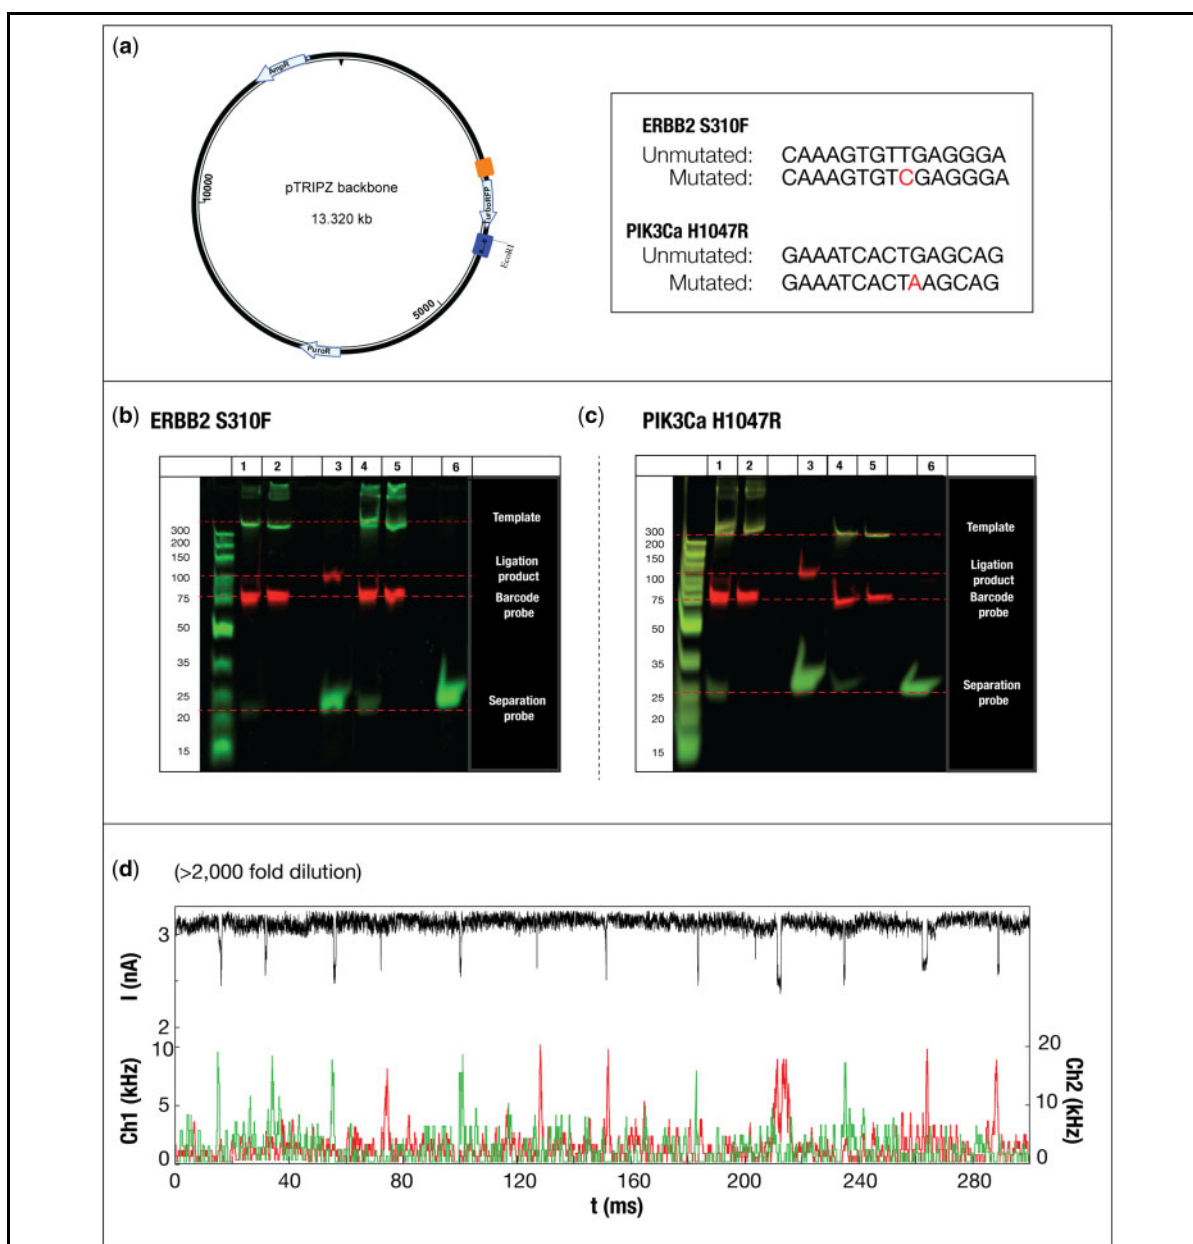 (a)
AmpR
10000
pTRIPZ backbone
13.320 kb
TurboRFP
EcoRI
5000
PuroR
ERBB2 S310F
Unmutated: CAAAGTGTTGAGGGA
Mutated: CAAAGTGTCGAGGGA
PIK3Ca H1047R
Unmutated: GAAATCACTGAGCAG
Mutated: GAAATCACTAAGCAG
(b) ERBB2 S310F
1 2 3 4 5 6
300
200
150
100
75
50
35
25
20
15
Template
Ligation
product
Barcode
probe
Separation
probe
(c) PIK3Ca H1047R
1 2 3 4 5 6
300
200
150
100
75
50
35
25
20
15
Template
Ligation
product
Barcode
probe
Separation
probe
(d) (>2,000 fold dilution)
I (nA)
3
2
Ch1 (kHz)
10
5
0
20
10
0
Ch2 (kHz)
0 40 80 120 160 200 240 280
t (ms)